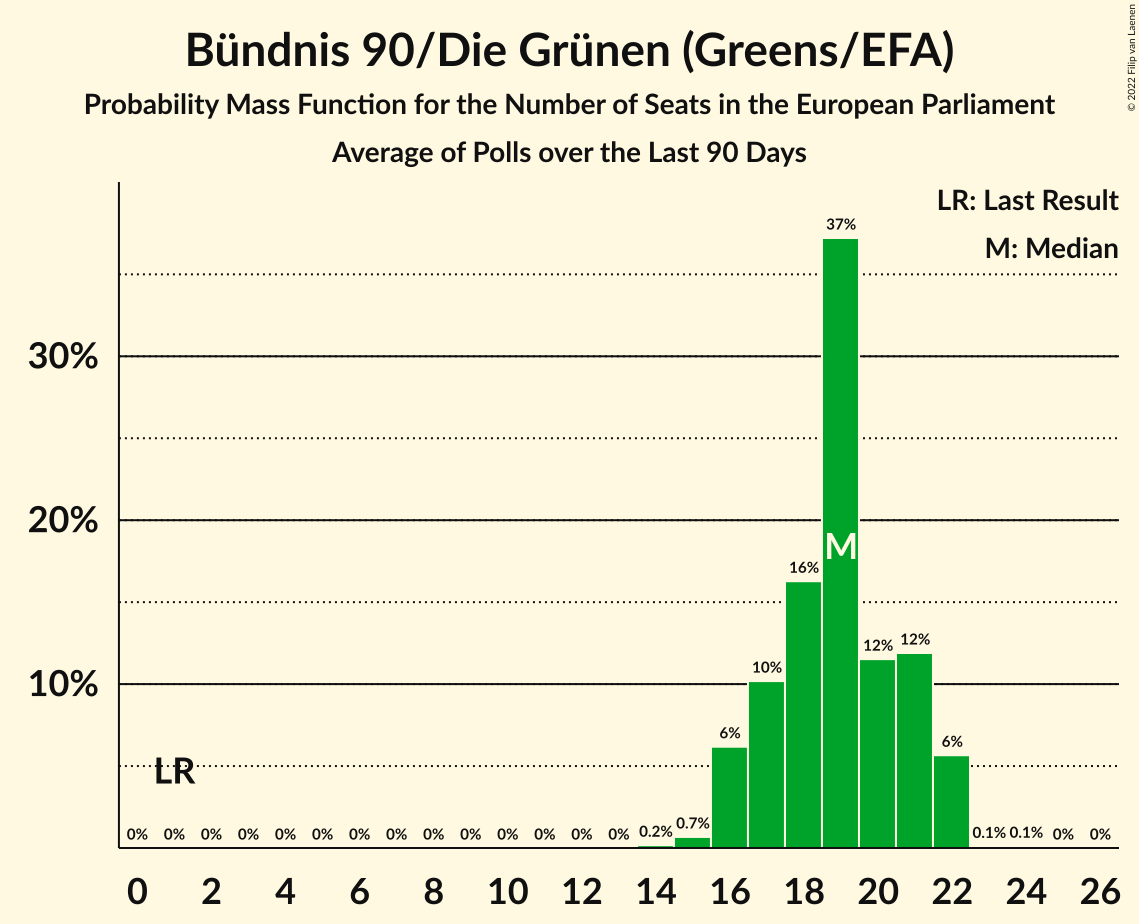 Bündnis 90/Die Grünen (Greens/EFA)
Probability Mass Function for the Number of Seats in the European Parliament
Average of Polls over the Last 90 Days
© 2022 Filip van Laenen
LR: Last Result
M: Median
37%
30%
20%
M
16%
12% 12%
10%
10%
6% 6%
LR
0% 0% 0% 0% 0% 0% 0% 0% 0% 0% 0% 0% 0% 0% 0.2% 0.7% 0.1% 0.1% 0% 0%
0 2 4 6 8 10 12 14 16 18 20 22 24 26